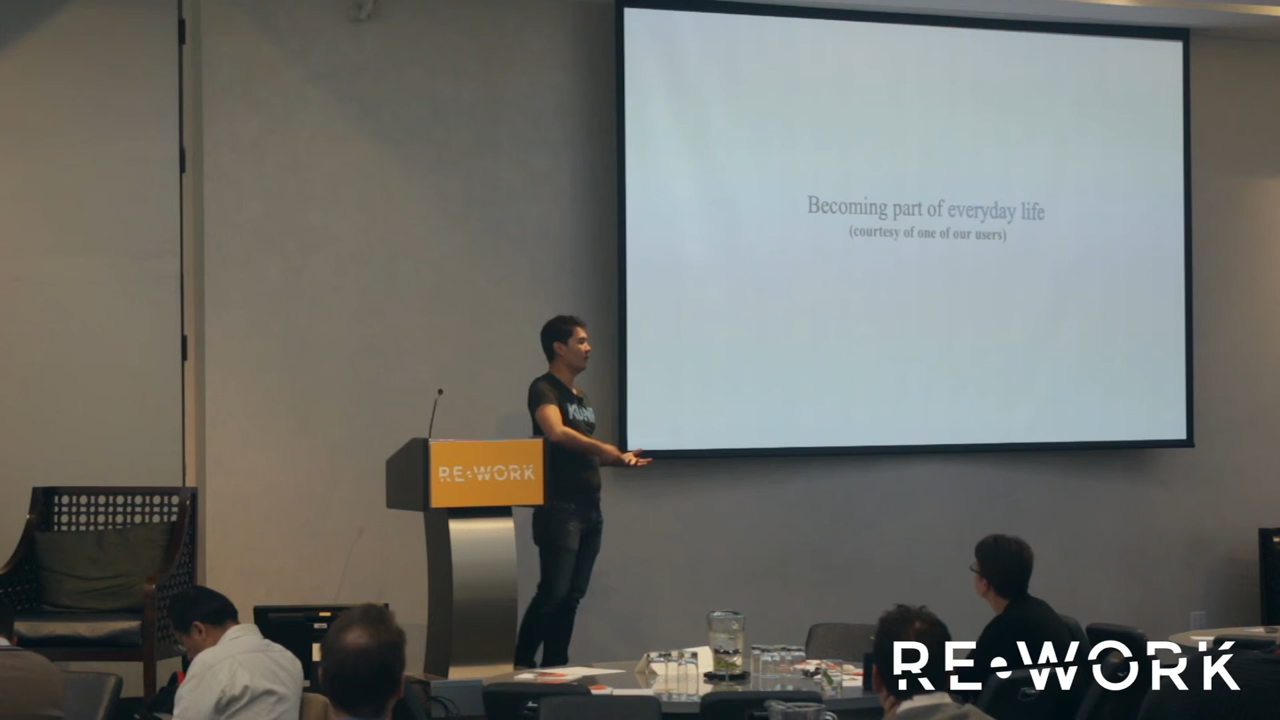 Becoming part of everyday life
(courtesy of one of our users)
RE•WORK
RE•WORK